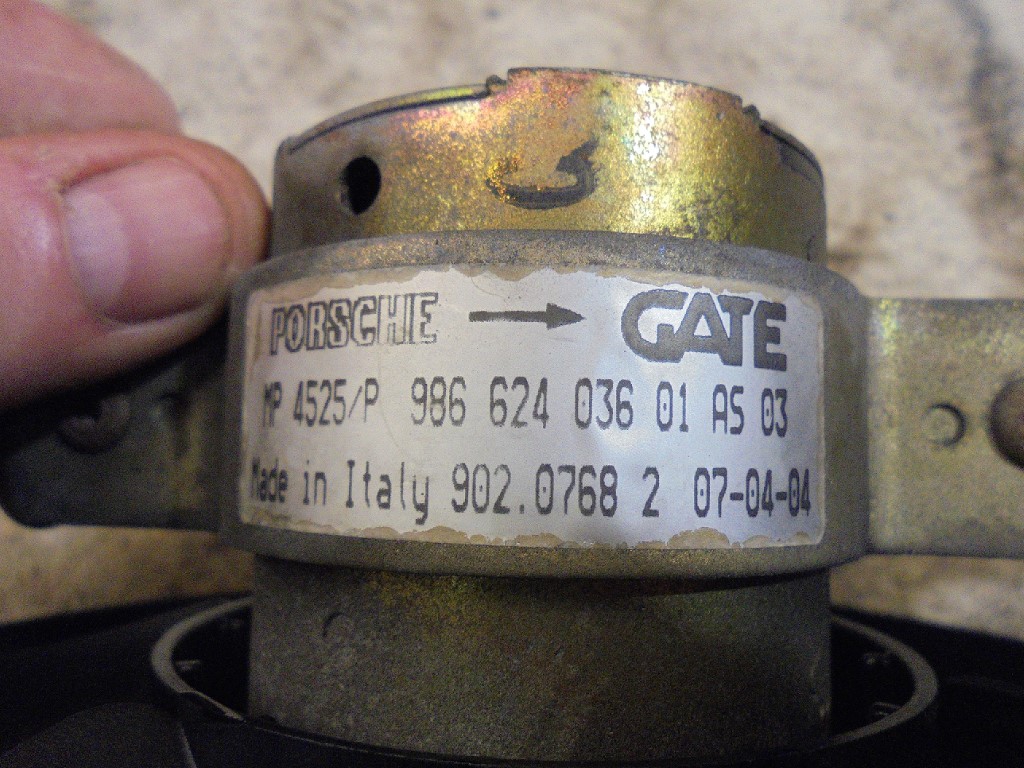 PORSCHE → GATE
MP 4525/P 986 624 036 01 AS 03
Made in Italy 902.0768 2 07-04-04